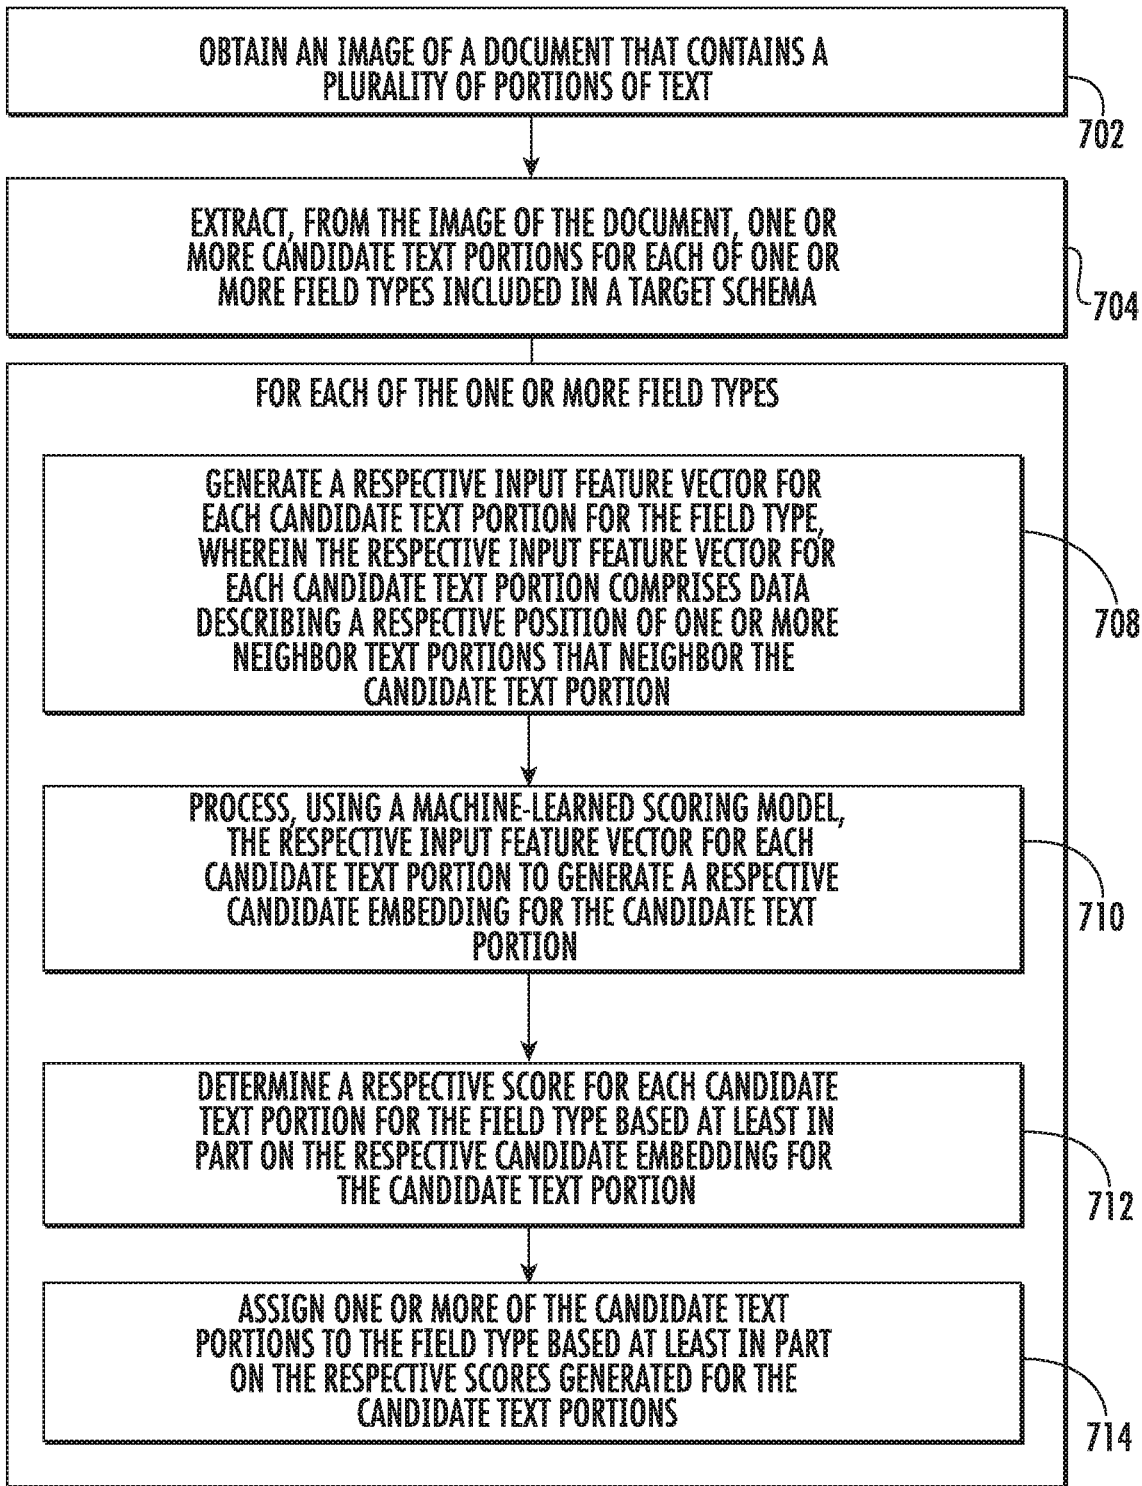 OBTAIN AN IMAGE OF A DOCUMENT THAT CONTAINS A
PLURALITY OF PORTIONS OF TEXT
702
EXTRACT, FROM THE IMAGE OF THE DOCUMENT, ONE OR
MORE CANDIDATE TEXT PORTIONS FOR EACH OF ONE OR
MORE FIELD TYPES INCLUDED IN A TARGET SCHEMA
704
FOR EACH OF THE ONE OR MORE FIELD TYPES
GENERATE A RESPECTIVE INPUT FEATURE VECTOR FOR
EACH CANDIDATE TEXT PORTION FOR THE FIELD TYPE,
WHEREIN THE RESPECTIVE INPUT FEATURE VECTOR FOR
EACH CANDIDATE TEXT PORTION COMPRISES DATA
DESCRIBING A RESPECTIVE POSITION OF ONE OR MORE
NEIGHBOR TEXT PORTIONS THAT NEIGHBOR THE
CANDIDATE TEXT PORTION
708
PROCESS, USING A MACHINE-LEARNED SCORING MODEL,
THE RESPECTIVE INPUT FEATURE VECTOR FOR EACH
CANDIDATE TEXT PORTION TO GENERATE A RESPECTIVE
CANDIDATE EMBEDDING FOR THE CANDIDATE TEXT
PORTION
710
DETERMINE A RESPECTIVE SCORE FOR EACH CANDIDATE
TEXT PORTION FOR THE FIELD TYPE BASED AT LEAST IN
PART ON THE RESPECTIVE CANDIDATE EMBEDDING FOR
THE CANDIDATE TEXT PORTION
712
ASSIGN ONE OR MORE OF THE CANDIDATE TEXT
PORTIONS TO THE FIELD TYPE BASED AT LEAST IN PART
ON THE RESPECTIVE SCORES GENERATED FOR THE
CANDIDATE TEXT PORTIONS
714